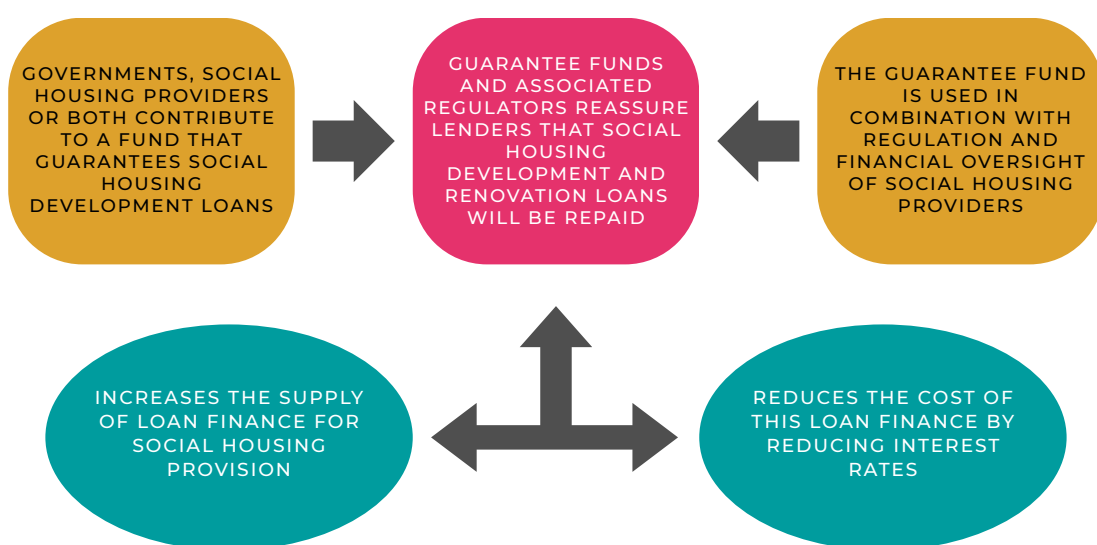 GOVERNMENTS, SOCIAL
HOUSING PROVIDERS
OR BOTH CONTRIBUTE
TO A FUND THAT
GUARANTEES SOCIAL
HOUSING
DEVELOPMENT LOANS
GUARANTEE FUNDS
AND ASSOCIATED
REGULATORS REASSURE
LENDERS THAT SOCIAL
HOUSING
DEVELOPMENT AND
RENOVATION LOANS
WILL BE REPAID
THE GUARANTEE FUND
IS USED IN
COMBINATION WITH
REGULATION AND
FINANCIAL OVERSIGHT
OF SOCIAL HOUSING
PROVIDERS
INCREASES THE SUPPLY
OF LOAN FINANCE FOR
SOCIAL HOUSING
PROVISION
REDUCES THE COST OF
THIS LOAN FINANCE BY
REDUCING INTEREST
RATES